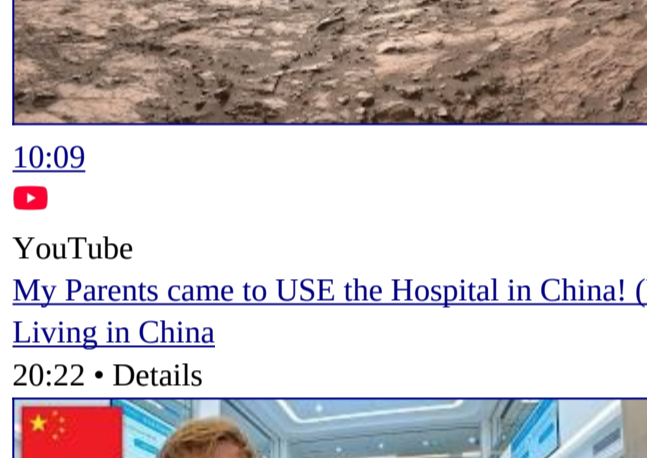 10:09
YouTube
My Parents came to USE the Hospital in China! (
Living in China
20:22 • Details